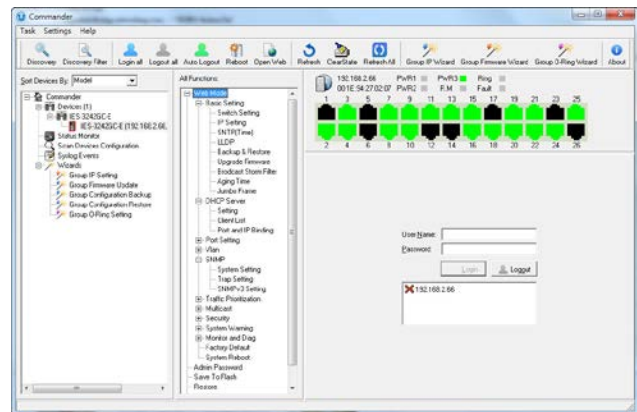 Commander
Task Settings Help
Discovery Discovery Filter Login all Logout all Auto Logout Reboot Open Web Refresh ClearState Refresh All Group IP Wizard Group Firmware Wizard Group O-Ring Wizard About
Sort Devices By: Model
Commander
Devices (1)
IES-3242GC-E
IES-3242GC-E (192.168.2.66,
Status Monitor
Scan Devices Configuration
Syslog Events
Wizards
Group IP Setting
Group Firmware Update
Group Configuration Backup
Group Configuration Restore
Group O-Ring Setting
All Functions:
Web Mode
Basic Setting
Switch Setting
IP Setting
SNTP(Time)
LLDP
Backup & Restore
Upgrade Firmware
Brodcast Storm Filter
Aging Time
Jumbo Frame
DHCP Server
Setting
Client List
Port and IP Binding
Port Setting
Vlan
SNMP
System Setting
Trap Setting
SNMPv3 Setting
Traffic Prioritization
Multicast
Security
System Warning
Monitor and Diag
Factory Default
System Reboot
Admin Password
Save To Flash
Restore
192.168.2.66 PWR1 PWR3 Ring
001E.94.27.02.07 PWR2 R.M Fault
1 3 5 7 9 11 13 15 17 19 21 23 25
2 4 6 8 10 12 14 16 18 20 22 24 26
User Name:
Password:
Login Logout
192.168.2.66